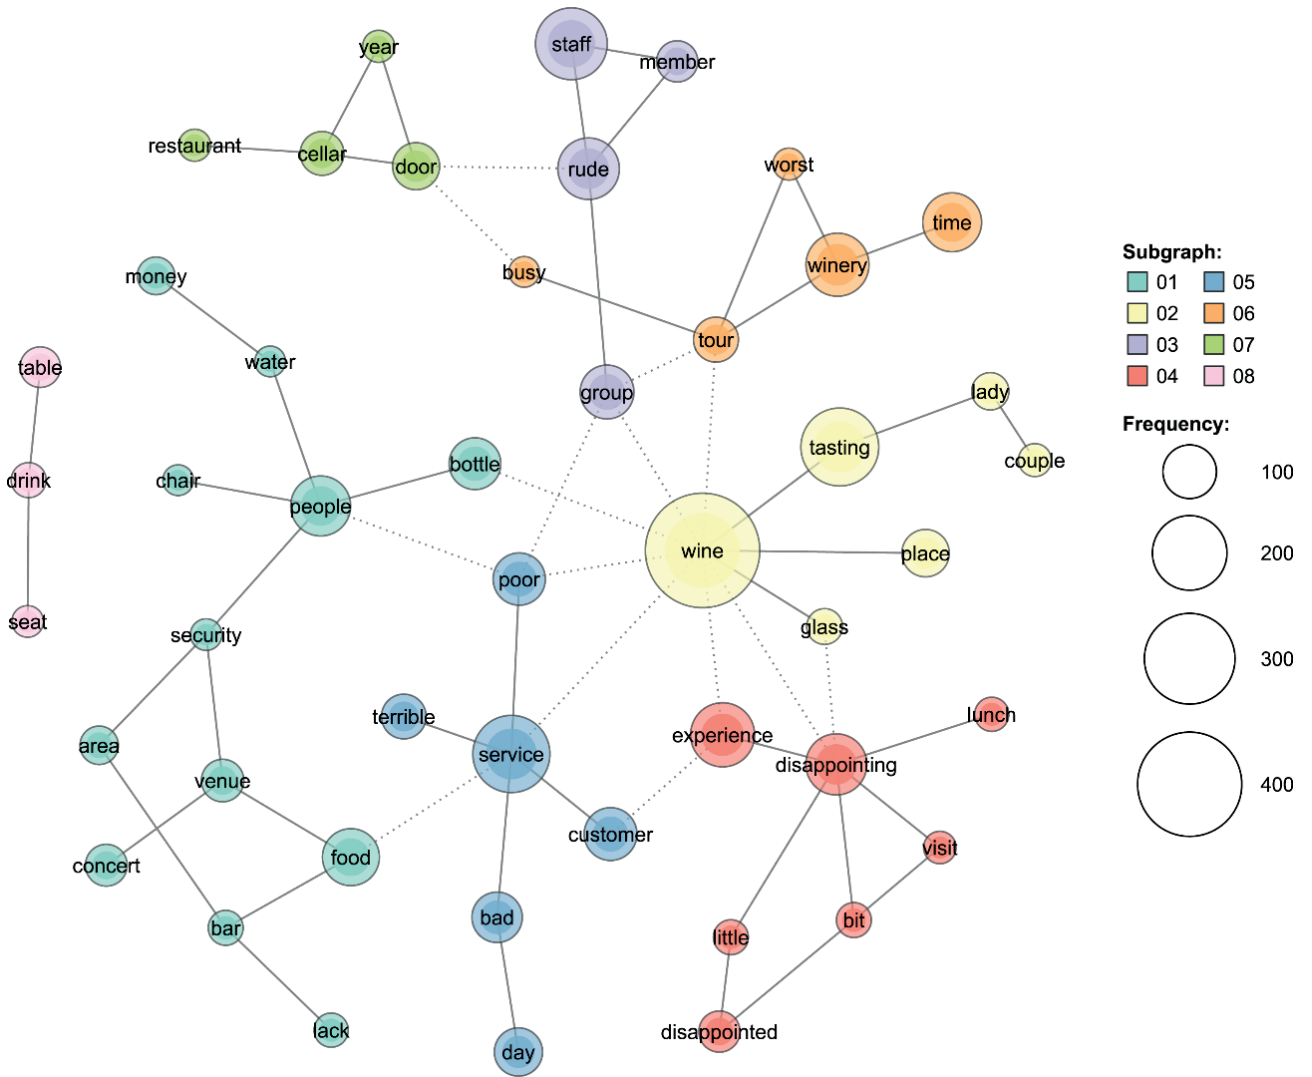 staff
year
member
restaurant
cellar
door
rude
worst
time
winery
busy
money
tour
water
table
group
lady
tasting
couple
bottle
chair
drink
people
wine
place
poor
seat
glass
security
terrible
lunch
experience
area
service
disappointing
venue
customer
visit
food
concert
bad
bit
bar
little
lack
disappointed
day
Subgraph:
01 05
02 06
03 07
04 08
Frequency:
100
200
300
400